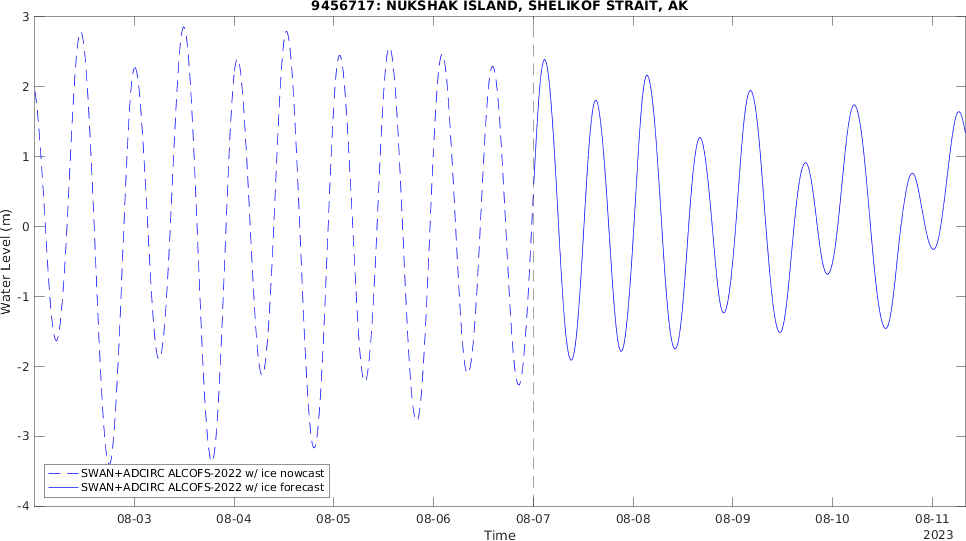 9456717: NUKSHAK ISLAND, SHELIKOF STRAIT, AK
3
2
1
0
-1
-2
-3
-4
Water Level (m)
SWAN+ADCIRC ALCOFS-2022 w/ ice nowcast
SWAN+ADCIRC ALCOFS-2022 w/ ice forecast
08-03 08-04 08-05 08-06 08-07 08-08 08-09 08-10 08-11
2023
Time